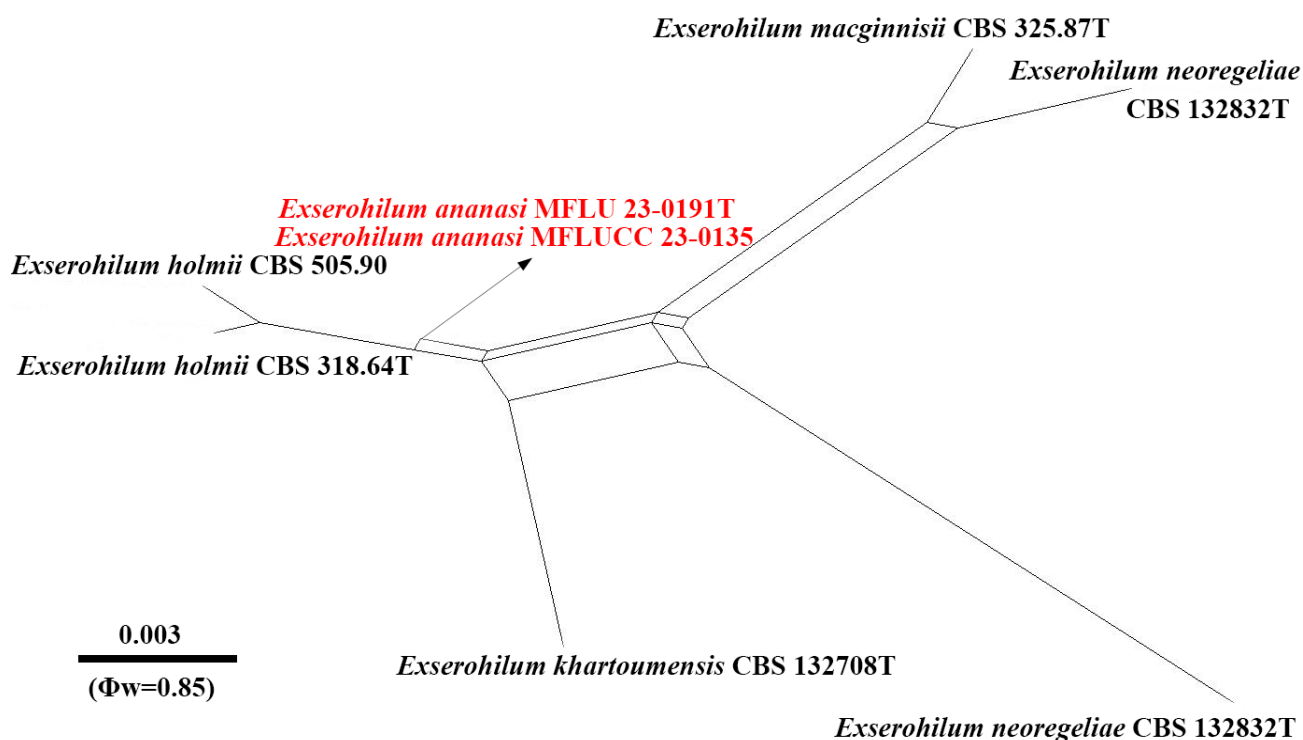 Exserohilum macginnisii CBS 325.87T
Exserohilum neoregeliae
CBS 132832T
Exserohilum ananasi MFLU 23-0191T
Exserohilum ananasi MFLUCC 23-0135
Exserohilum holmii CBS 505.90
Exserohilum holmii CBS 318.64T
0.003
(Φw=0.85)
Exserohilum khartoumensis CBS 132708T
Exserohilum neoregeliae CBS 132832T